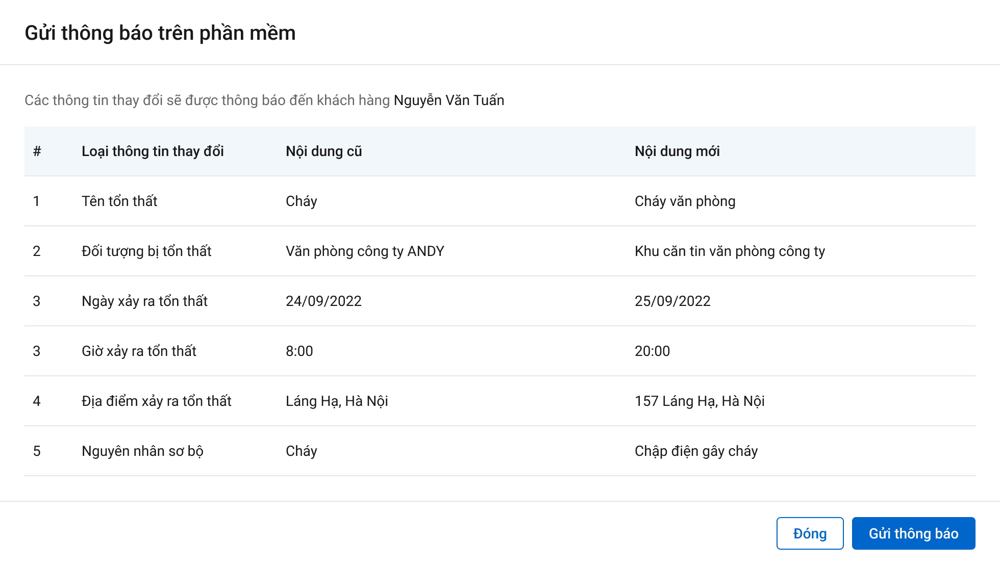 Gửi thông báo trên phần mềm
Các thông tin thay đổi sẽ được thông báo đến khách hàng Nguyễn Văn Tuấn
# Loại thông tin thay đổi Nội dung cũ Nội dung mới
1 Tên tổn thất Cháy Cháy văn phòng
2 Đối tượng bị tổn thất Văn phòng công ty ANDY Khu căn tin văn phòng công ty
3 Ngày xảy ra tổn thất 24/09/2022 25/09/2022
3 Giờ xảy ra tổn thất 8:00 20:00
4 Địa điểm xảy ra tổn thất Láng Hạ, Hà Nội 157 Láng Hạ, Hà Nội
5 Nguyên nhân sơ bộ Cháy Chập điện gây cháy
Đóng Gửi thông báo